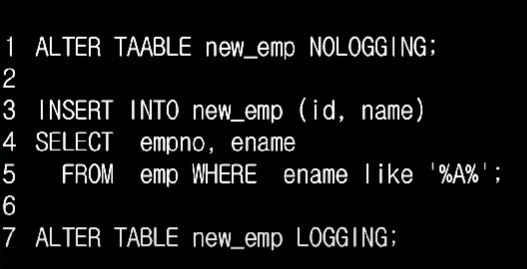 1 ALTER TAABLE new_emp NOLOGGING;
2
3 INSERT INTO new_emp (id, name)
4 SELECT  empno, ename
5   FROM  emp WHERE  ename like '%A%';
6
7 ALTER TABLE new_emp LOGGING;